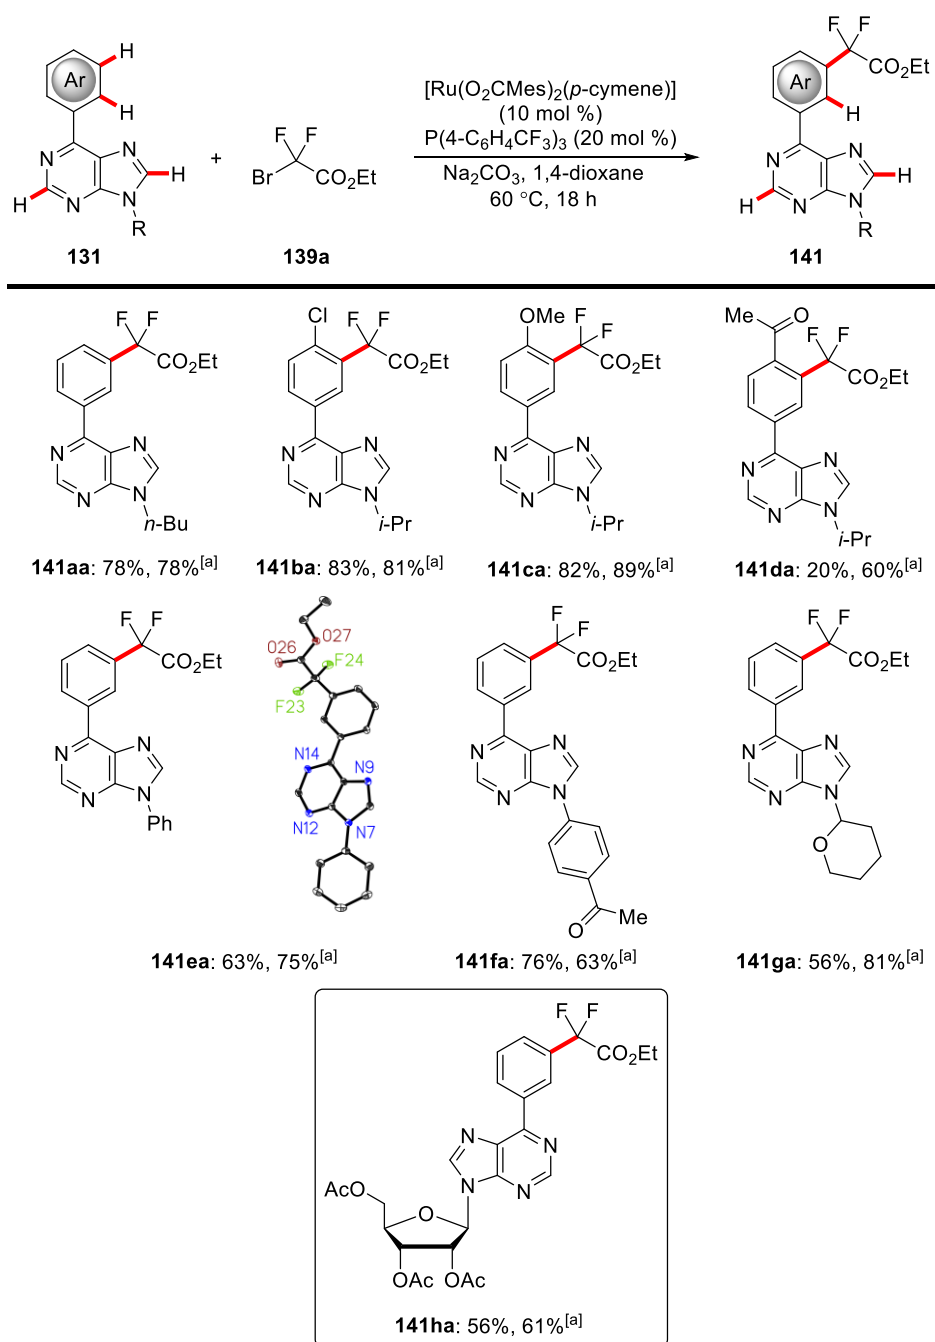 H
Ar
H
N
N
H
H
N
N
R
131
+
F
F
Br
CO2Et
139a
[Ru(O2CMes)2(p-cymene)]
(10 mol %)
P(4-C6H4CF3)3 (20 mol %)
Na2CO3, 1,4-dioxane
60 °C, 18 h
F
F
CO2Et
Ar
H
N
N
H
H
N
N
R
141
F
F
CO2Et
N
N
N
N
n-Bu
141aa: 78%, 78%[a]
Cl
F
F
CO2Et
N
N
N
N
i-Pr
141ba: 83%, 81%[a]
OMe
F
F
CO2Et
N
N
N
N
i-Pr
141ca: 82%, 89%[a]
Me
O
F
F
CO2Et
N
N
N
N
i-Pr
141da: 20%, 60%[a]
F
F
CO2Et
N
N
N
N
Ph
O26
O27
F24
F23
N14
N9
N12
N7
141ea: 63%, 75%[a]
F
F
CO2Et
N
N
N
N
O
Me
141fa: 76%, 63%[a]
F
F
CO2Et
N
N
N
N
O
141ga: 56%, 81%[a]
F
F
CO2Et
N
N
N
N
AcO
O
OAc
OAc
141ha: 56%, 61%[a]